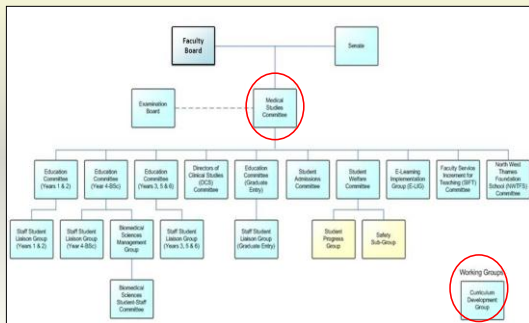 Faculty
Board
Senate
Examination
Board
Medical
Studies
Committee
Education
Committee
(Years 1 & 2)
Education
Committee
(Year 4-BSc)
Education
Committee
(Years 3, 5 & 6)
Directors of
Clinical Studies
(DCS)
Committee
Education
Committee
(Graduate
Entry)
Student
Admissions
Committee
Student
Welfare
Committee
E-Learning
Implementation
Group (E-LIG)
Faculty Service
Increment for
Teaching (SIFT)
Committee
North West
Thames
Foundation
School (NWTFS)
Committee
Staff Student
Liaison Group
(Years 1 & 2)
Staff Student
Liaison Group
(Year 4-BSc)
Biomedical
Sciences
Management
Group
Staff Student
Liaison Group
(Years 3, 5 & 6)
Staff Student
Liaison Group
(Graduate Entry)
Student
Progress
Group
Safety
Sub-Group
Biomedical
Sciences
Student-Staff
Committee
Working Groups
Curriculum
Development
Group